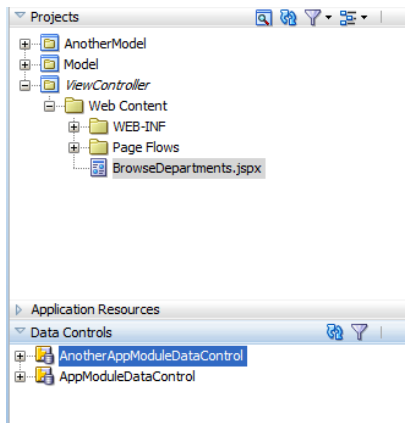 Projects
AnotherModel
Model
ViewController
Web Content
WEB-INF
Page Flows
BrowseDepartments.jspx
Application Resources
Data Controls
AnotherAppModuleDataControl
AppModuleDataControl